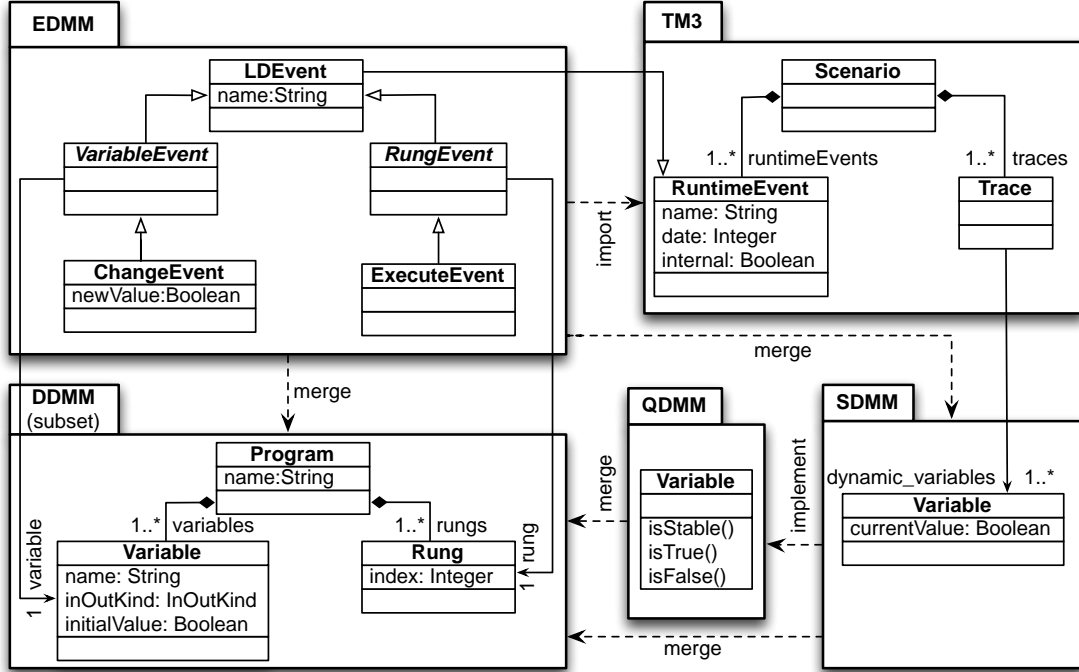 EDMM
LDEvent
name:String
VariableEvent
RungEvent
ChangeEvent
newValue:Boolean
ExecuteEvent
import
TM3
Scenario
1..* runtimeEvents
1..* traces
RuntimeEvent
name: String
date: Integer
internal: Boolean
Trace
merge
merge
DDMM
(subset)
Program
name:String
1..* variables
1..* rungs
1 variable
Variable
name: String
inOutKind: InOutKind
initialValue: Boolean
Rung
index: Integer
1 rung
merge
QDMM
Variable
isStable()
isTrue()
isFalse()
implement
SDMM
dynamic_variables 1..*
Variable
currentValue: Boolean
merge